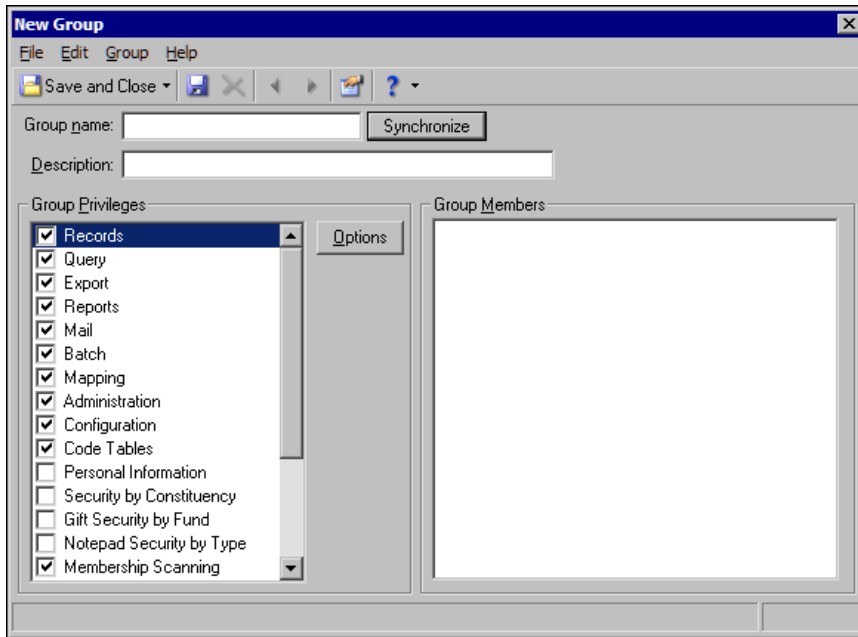 New Group
File Edit Group Help
Save and Close
Group name: Synchronize
Description:
Group Privileges
Group Members
Records
Options
Query
Export
Reports
Mail
Batch
Mapping
Administration
Configuration
Code Tables
Personal Information
Security by Constituency
Gift Security by Fund
Notepad Security by Type
Membership Scanning